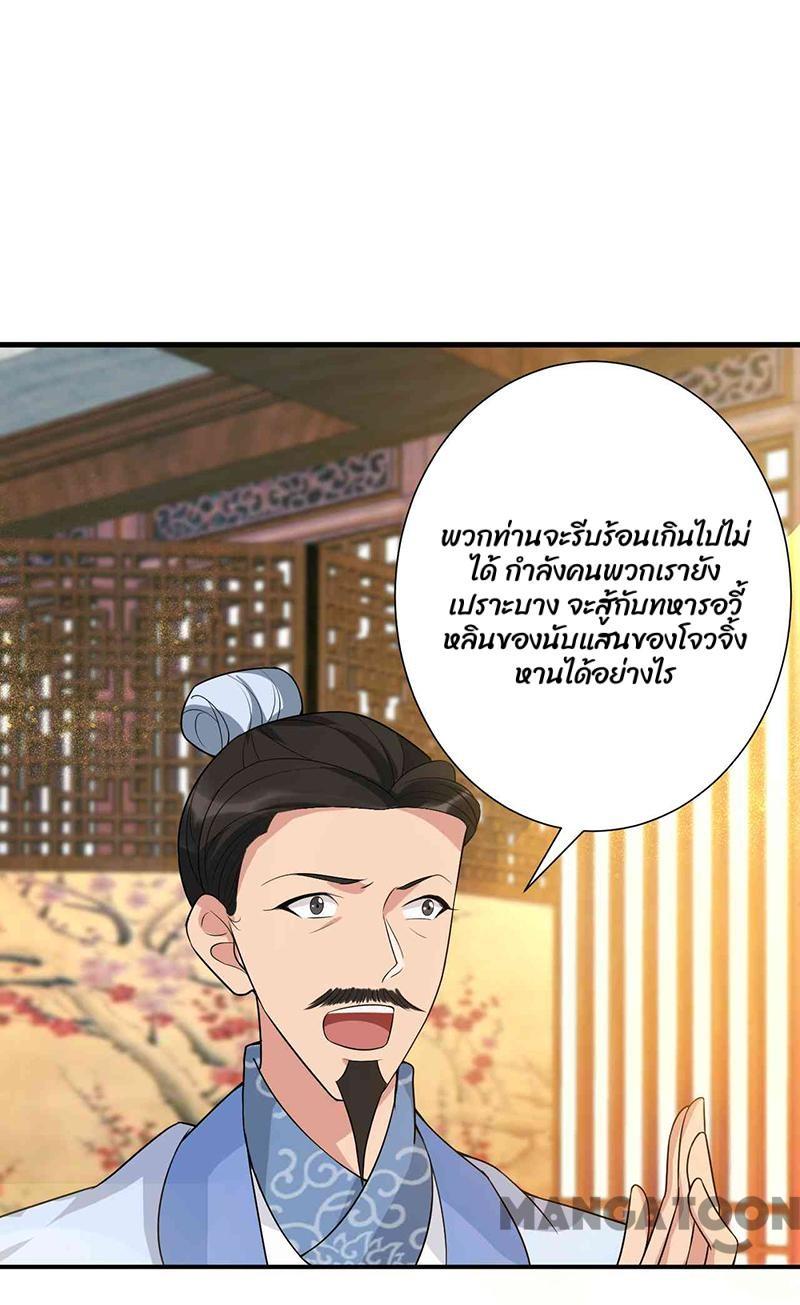 พวกท่านจะรีบร้อนเกินไปไม่
ได้ กำลังคนพวกเรายัง
เปราะบาง จะสู้กับทหารอวี้
หลินของนับแสนของโจวจิ้ง
หานได้อย่างไร
MANGATOON